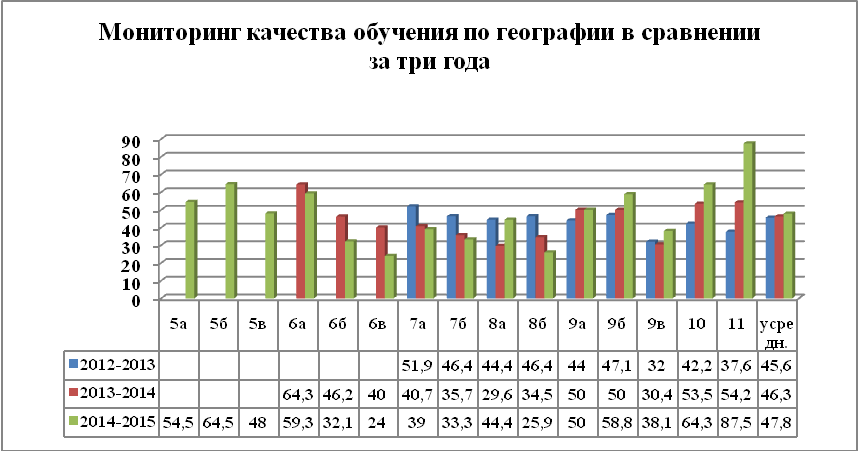 Мониторинг качества обучения по географии в сравнении
за три года
90
80
70
60
50
40
30
20
10
0
5а 5б 5в 6а 6б 6в 7а 7б 8а 8б 9а 9б 9в 10 11 усре
дн.
2012-2013 51,9 46,4 44,4 46,4 44 47,1 32 42,2 37,6 45,6
2013-2014 64,3 46,2 40 40,7 35,7 29,6 34,5 50 50 30,4 53,5 54,2 46,3
2014-2015 54,5 64,5 48 59,3 32,1 24 39 33,3 44,4 25,9 50 58,8 38,1 64,3 87,5 47,8